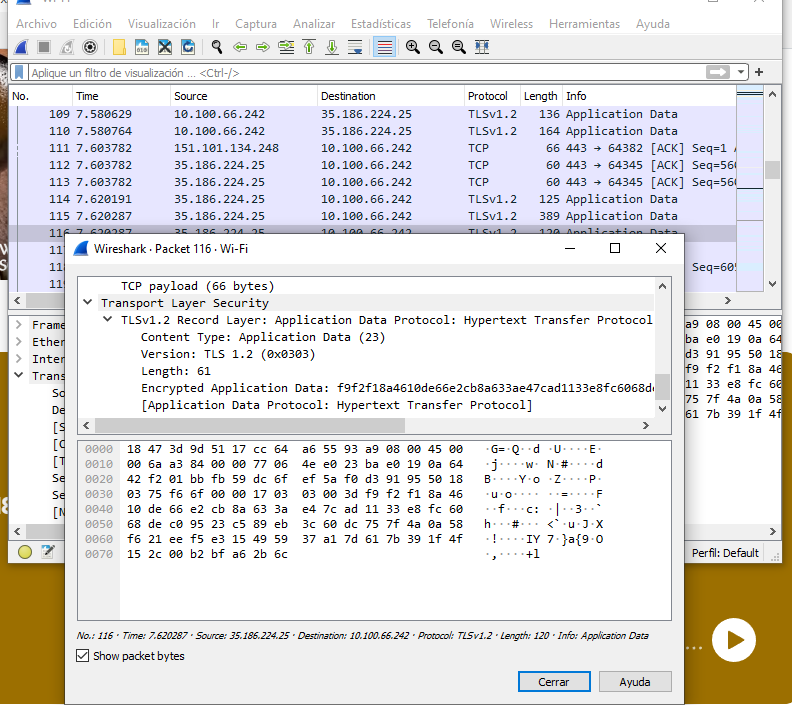 Archivo Edición Visualización Ir Captura Analizar Estadísticas Telefonía Wireless Herramientas Ayuda
Aplique un filtro de visualización ... <Ctrl-/>
No. Time Source Destination Protocol Length Info
109 7.580629 10.100.66.242 35.186.224.25 TLSv1.2 136 Application Data
110 7.580764 10.100.66.242 35.186.224.25 TLSv1.2 164 Application Data
111 7.603782 151.101.134.248 10.100.66.242 TCP 66 443 → 64382 [ACK] Seq=1
112 7.603782 35.186.224.25 10.100.66.242 TCP 60 443 → 64345 [ACK] Seq=560
113 7.603782 35.186.224.25 10.100.66.242 TCP 60 443 → 64345 [ACK] Seq=560
114 7.620191 35.186.224.25 10.100.66.242 TLSv1.2 125 Application Data
115 7.620287 35.186.224.25 10.100.66.242 TLSv1.2 389 Application Data
116 7.620287 35.186.224.25 10.100.66.242 TLSv1.2 120 Application Data
Wireshark · Packet 116 · Wi-Fi
TCP payload (66 bytes)
Transport Layer Security
TLSv1.2 Record Layer: Application Data Protocol: Hypertext Transfer Protocol
Content Type: Application Data (23)
Version: TLS 1.2 (0x0303)
Length: 61
Encrypted Application Data: f9f2f18a4610de66e2cb8a633ae47cad1133e8fc6068de
[Application Data Protocol: Hypertext Transfer Protocol]
0000 18 47 3d 9d 51 17 cc 64 a6 55 93 a9 08 00 45 00 ·G=·Q··d ·U····E·
0010 00 6a a3 84 00 00 77 06 4e e0 23 ba e0 19 0a 64 ·j····w· N·#····d
0020 42 f2 01 bb fb 59 dc 6f ef 5a f0 d3 91 95 50 18 B····Y·o ·Z····P·
0030 03 75 f6 6f 00 00 17 03 03 00 3d f9 f2 f1 8a 46 ·u·o···· ··=····F
0040 10 de 66 e2 cb 8a 63 3a e4 7c ad 11 33 e8 fc 60 ··f···c: ·|··3··`
0050 68 de c0 95 23 c5 89 eb 3c 60 dc 75 7f 4a 0a 58 h···#··· <`·u·J·X
0060 f6 21 ee f5 e3 15 49 59 37 a1 7d 61 7b 39 1f 4f ·!····IY 7·}a{9·O
0070 15 2c 00 b2 bf a6 2b 6c ·,····+l
No.: 116 · Time: 7.620287 · Source: 35.186.224.25 · Destination: 10.100.66.242 · Protocol: TLSv1.2 · Length: 120 · Info: Application Data
Show packet bytes
Cerrar Ayuda
Seq=605
Frame
Ether
Inter
Trans
a9 08 00 45 00
ba e0 19 0a 64
d3 91 95 50 18
f9 f2 f1 8a 46
11 33 e8 fc 60
75 7f 4a 0a 58
61 7b 39 1f 4f
Perfil: Default